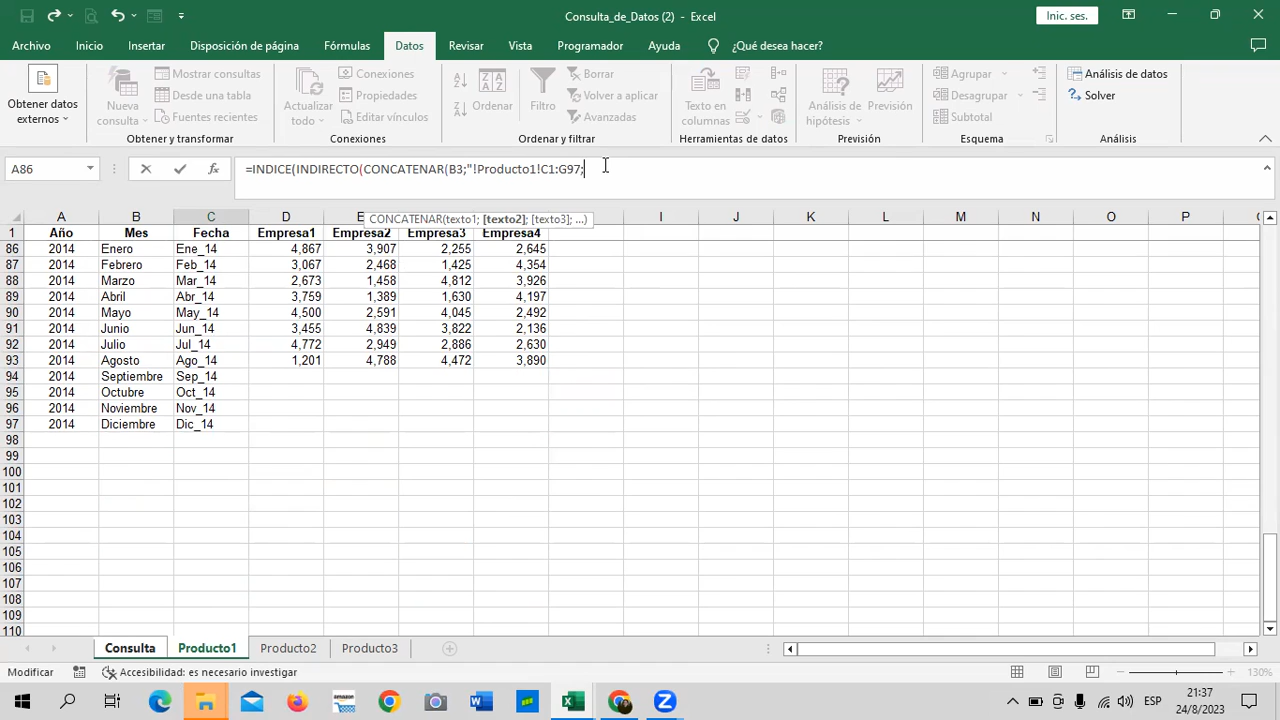 Consulta_de_Datos (2) - Excel
Inic. ses.
Archivo Inicio Insertar Disposición de página Fórmulas Datos Revisar Vista Programador Ayuda ¿Qué desea hacer?
Obtener datos externos
Nueva consulta
Mostrar consultas
Desde una tabla
Fuentes recientes
Obtener y transformar
Actualizar todo
Conexiones
Propiedades
Editar vínculos
Conexiones
Ordenar
Filtro
Borrar
Volver a aplicar
Avanzadas
Ordenar y filtrar
Texto en columnas
Herramientas de datos
Análisis de hipótesis
Previsión
Previsión
Agrupar
Desagrupar
Subtotal
Esquema
Análisis de datos
Solver
A86
=INDICE(INDIRECTO(CONCATENAR(B3;"!Producto1!C1:G97;
CONCATENAR(texto1; [texto2]; [texto3]; ...)
A B C D E F G H I J K L M N O P Q
1 Año Mes Fecha Empresa1 Empresa2 Empresa3 Empresa4
86 2014 Enero Ene_14 4,867 3,907 2,255 2,645
87 2014 Febrero Feb_14 3,067 2,468 1,425 4,354
88 2014 Marzo Mar_14 2,673 1,458 4,812 3,926
89 2014 Abril Abr_14 3,759 1,389 1,630 4,197
90 2014 Mayo May_14 4,500 2,591 4,045 2,492
91 2014 Junio Jun_14 3,455 4,839 3,822 2,136
92 2014 Julio Jul_14 4,772 2,949 2,886 2,630
93 2014 Agosto Ago_14 1,201 4,788 4,472 3,890
94 2014 Septiembre Sep_14
95 2014 Octubre Oct_14
96 2014 Noviembre Nov_14
97 2014 Diciembre Dic_14
98
99
100
101
102
103
104
105
106
107
108
109
110
Consulta Producto1 Producto2 Producto3
Modificar Accesibilidad: es necesario investigar 130%
ESP
21:37
24/8/2023